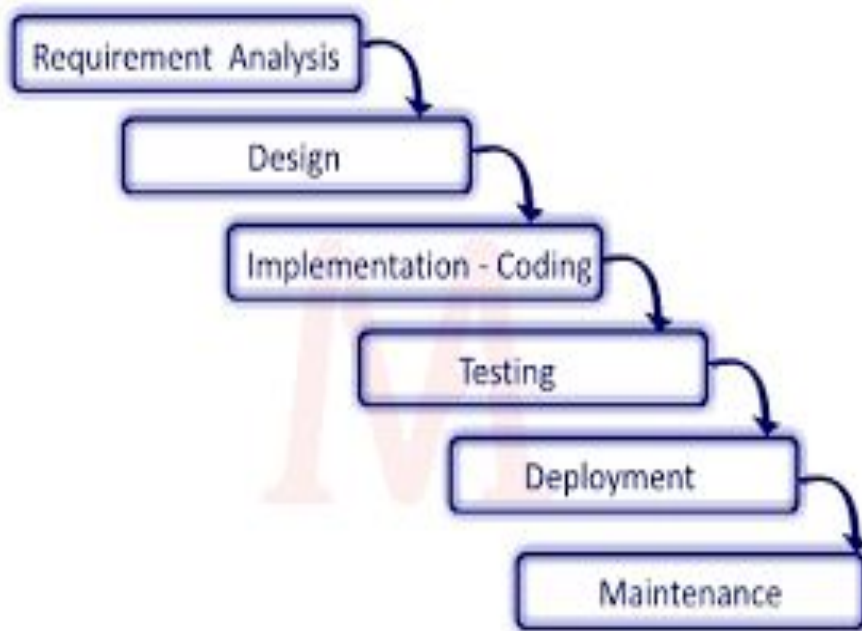 Requirement Analysis
Design
Implementation - Coding
Testing
Deployment
Maintenance
M